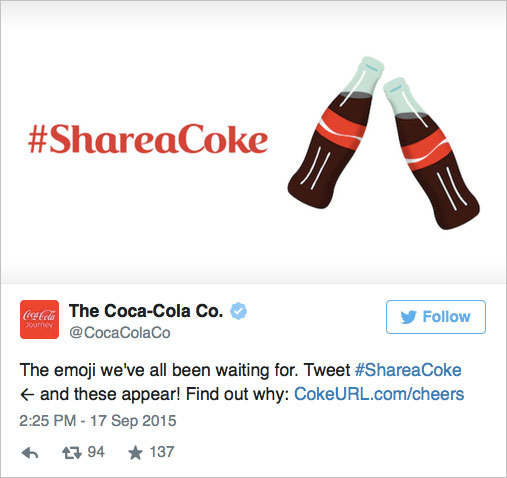 #ShareaCoke
Coca-Cola
Journey
The Coca-Cola Co.
@CocaColaCo
Follow
The emoji we've all been waiting for. Tweet #ShareaCoke
← and these appear! Find out why: CokeURL.com/cheers
2:25 PM - 17 Sep 2015
94 137